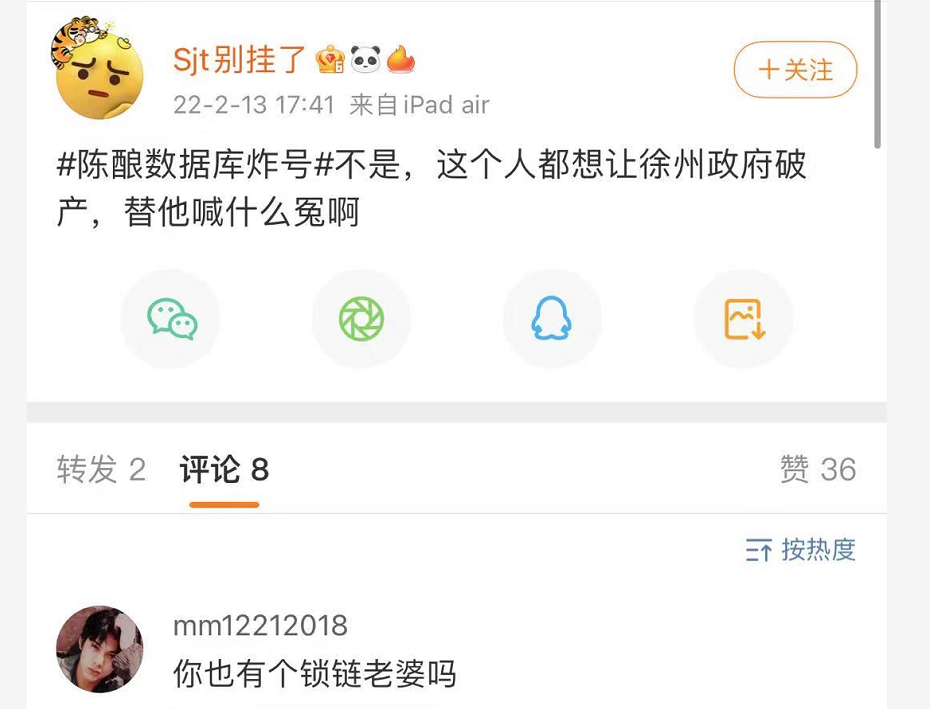 Sjt别挂了
+关注
22-2-13 17:41 来自iPad air
#陈酿数据库炸号#不是，这个人都想让徐州政府破
产，替他喊什么冤啊
转发 2 评论 8 赞 36
按热度
mm12212018
你也有个锁链老婆吗